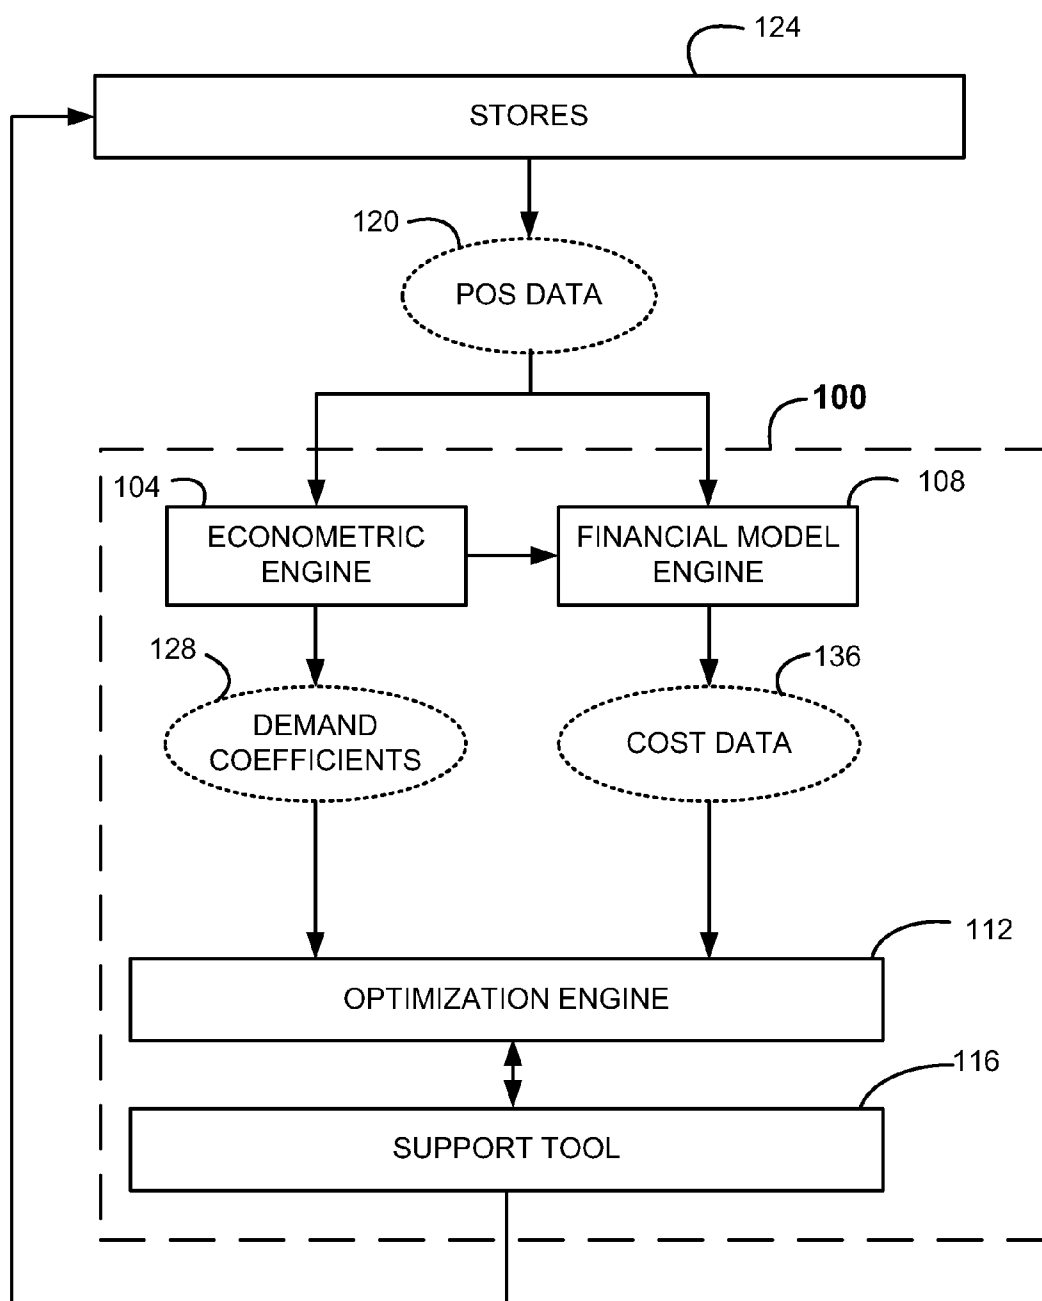 124
STORES
120
POS DATA
100
104
108
ECONOMETRIC
ENGINE
FINANCIAL MODEL
ENGINE
128
136
DEMAND
COEFFICIENTS
COST DATA
112
OPTIMIZATION ENGINE
116
SUPPORT TOOL